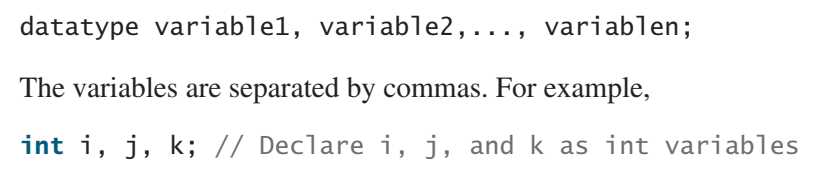 datatype variable1, variable2,..., variablen;
The variables are separated by commas. For example,
int i, j, k; // Declare i, j, and k as int variables